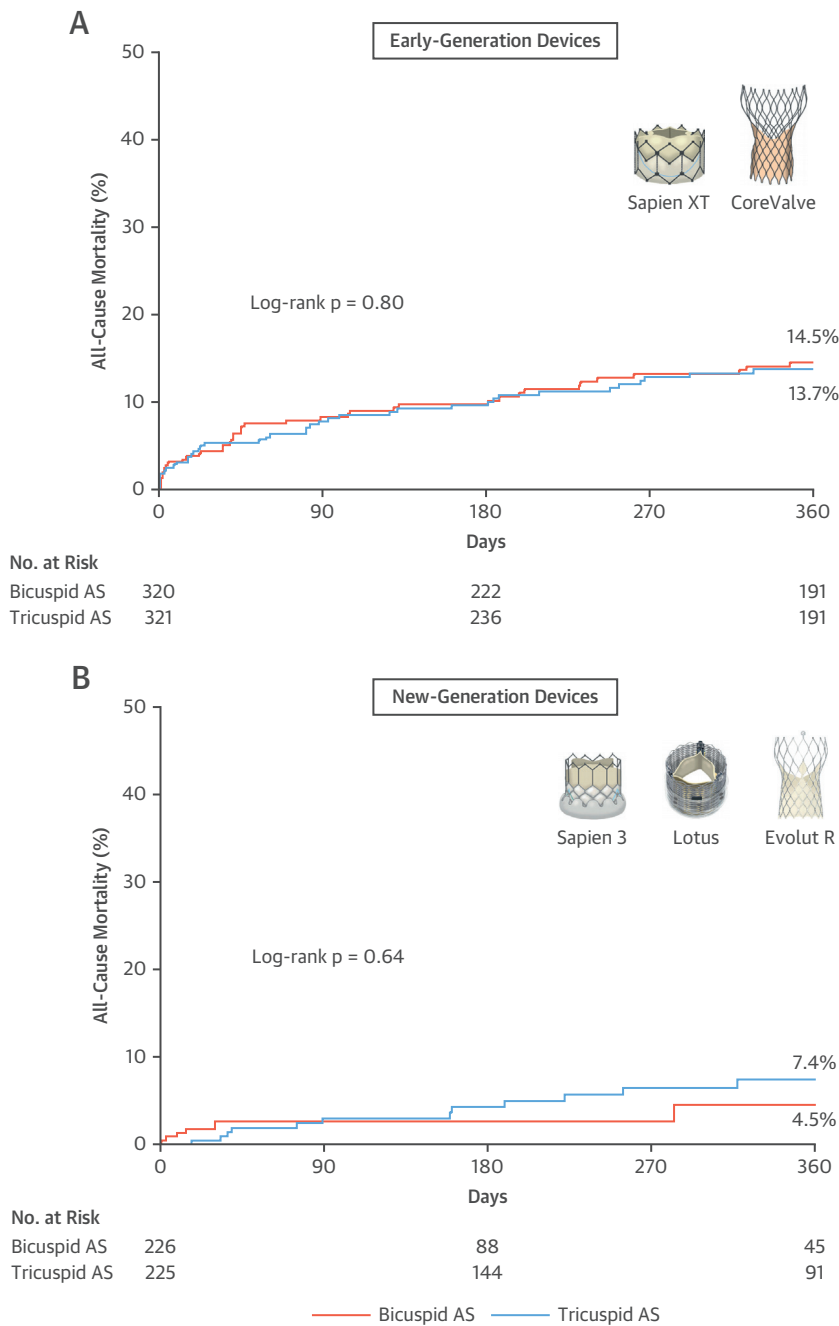 A
Early-Generation Devices
50
40
30
20
10
0
All-Cause Mortality (%)
Sapien XT CoreValve
Log-rank p = 0.80
14.5%
13.7%
0 90 180 270 360
Days
No. at Risk
Bicuspid AS 320 222 191
Tricuspid AS 321 236 191
B
New-Generation Devices
50
40
30
20
10
0
All-Cause Mortality (%)
Sapien 3 Lotus Evolut R
Log-rank p = 0.64
7.4%
4.5%
0 90 180 270 360
Days
No. at Risk
Bicuspid AS 226 88 45
Tricuspid AS 225 144 91
Bicuspid AS Tricuspid AS